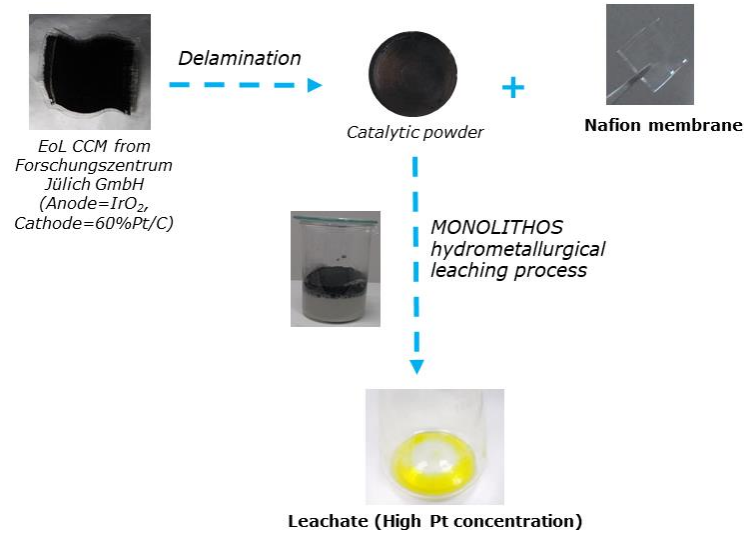 Delamination
+
Catalytic powder
Nafion membrane
EoL CCM from
Forschungszentrum
Jülich GmbH
(Anode=IrO₂,
Cathode=60%Pt/C)
MONOLITHOS
hydrometallurgical
leaching process
Leachate (High Pt concentration)